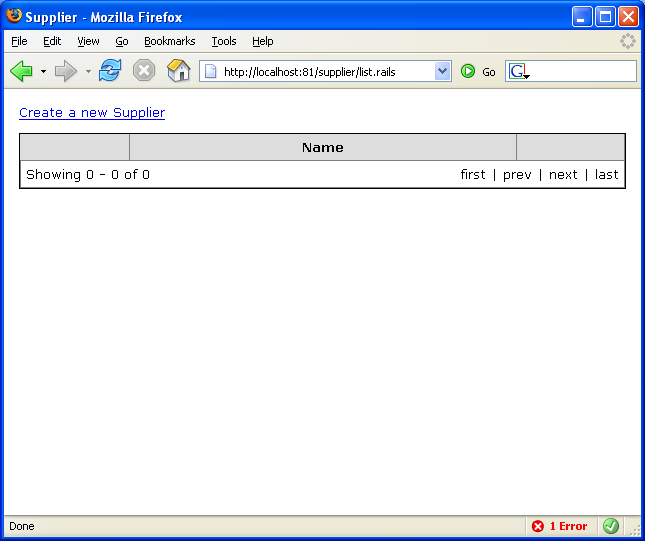 Supplier - Mozilla Firefox
File Edit View Go Bookmarks Tools Help
http://localhost:81/supplier/list.rails Go G
Create a new Supplier
Name
Showing 0 - 0 of 0 first | prev | next | last
Done 1 Error